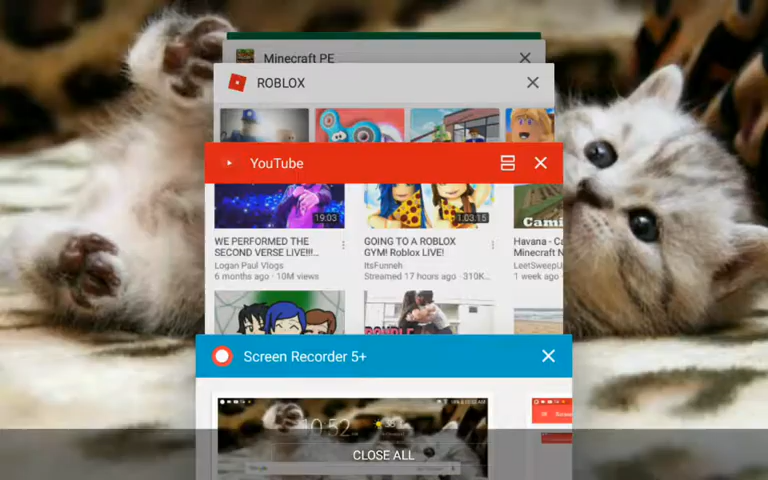 Minecraft PE
ROBLOX
YouTube
19:03
1:03:15
Cami
WE PERFORMED THE
SECOND VERSE LIVE!!!...
Logan Paul Vlogs
6 months ago · 10M views
GOING TO A ROBLOX
GYM! Roblox LIVE!
ItsFunneh
Streamed 17 hours ago · 310K...
Havana - Ca
Minecraft N
LeetSweepU
1 week ago
Screen Recorder 5+
10:52
CLOSE ALL